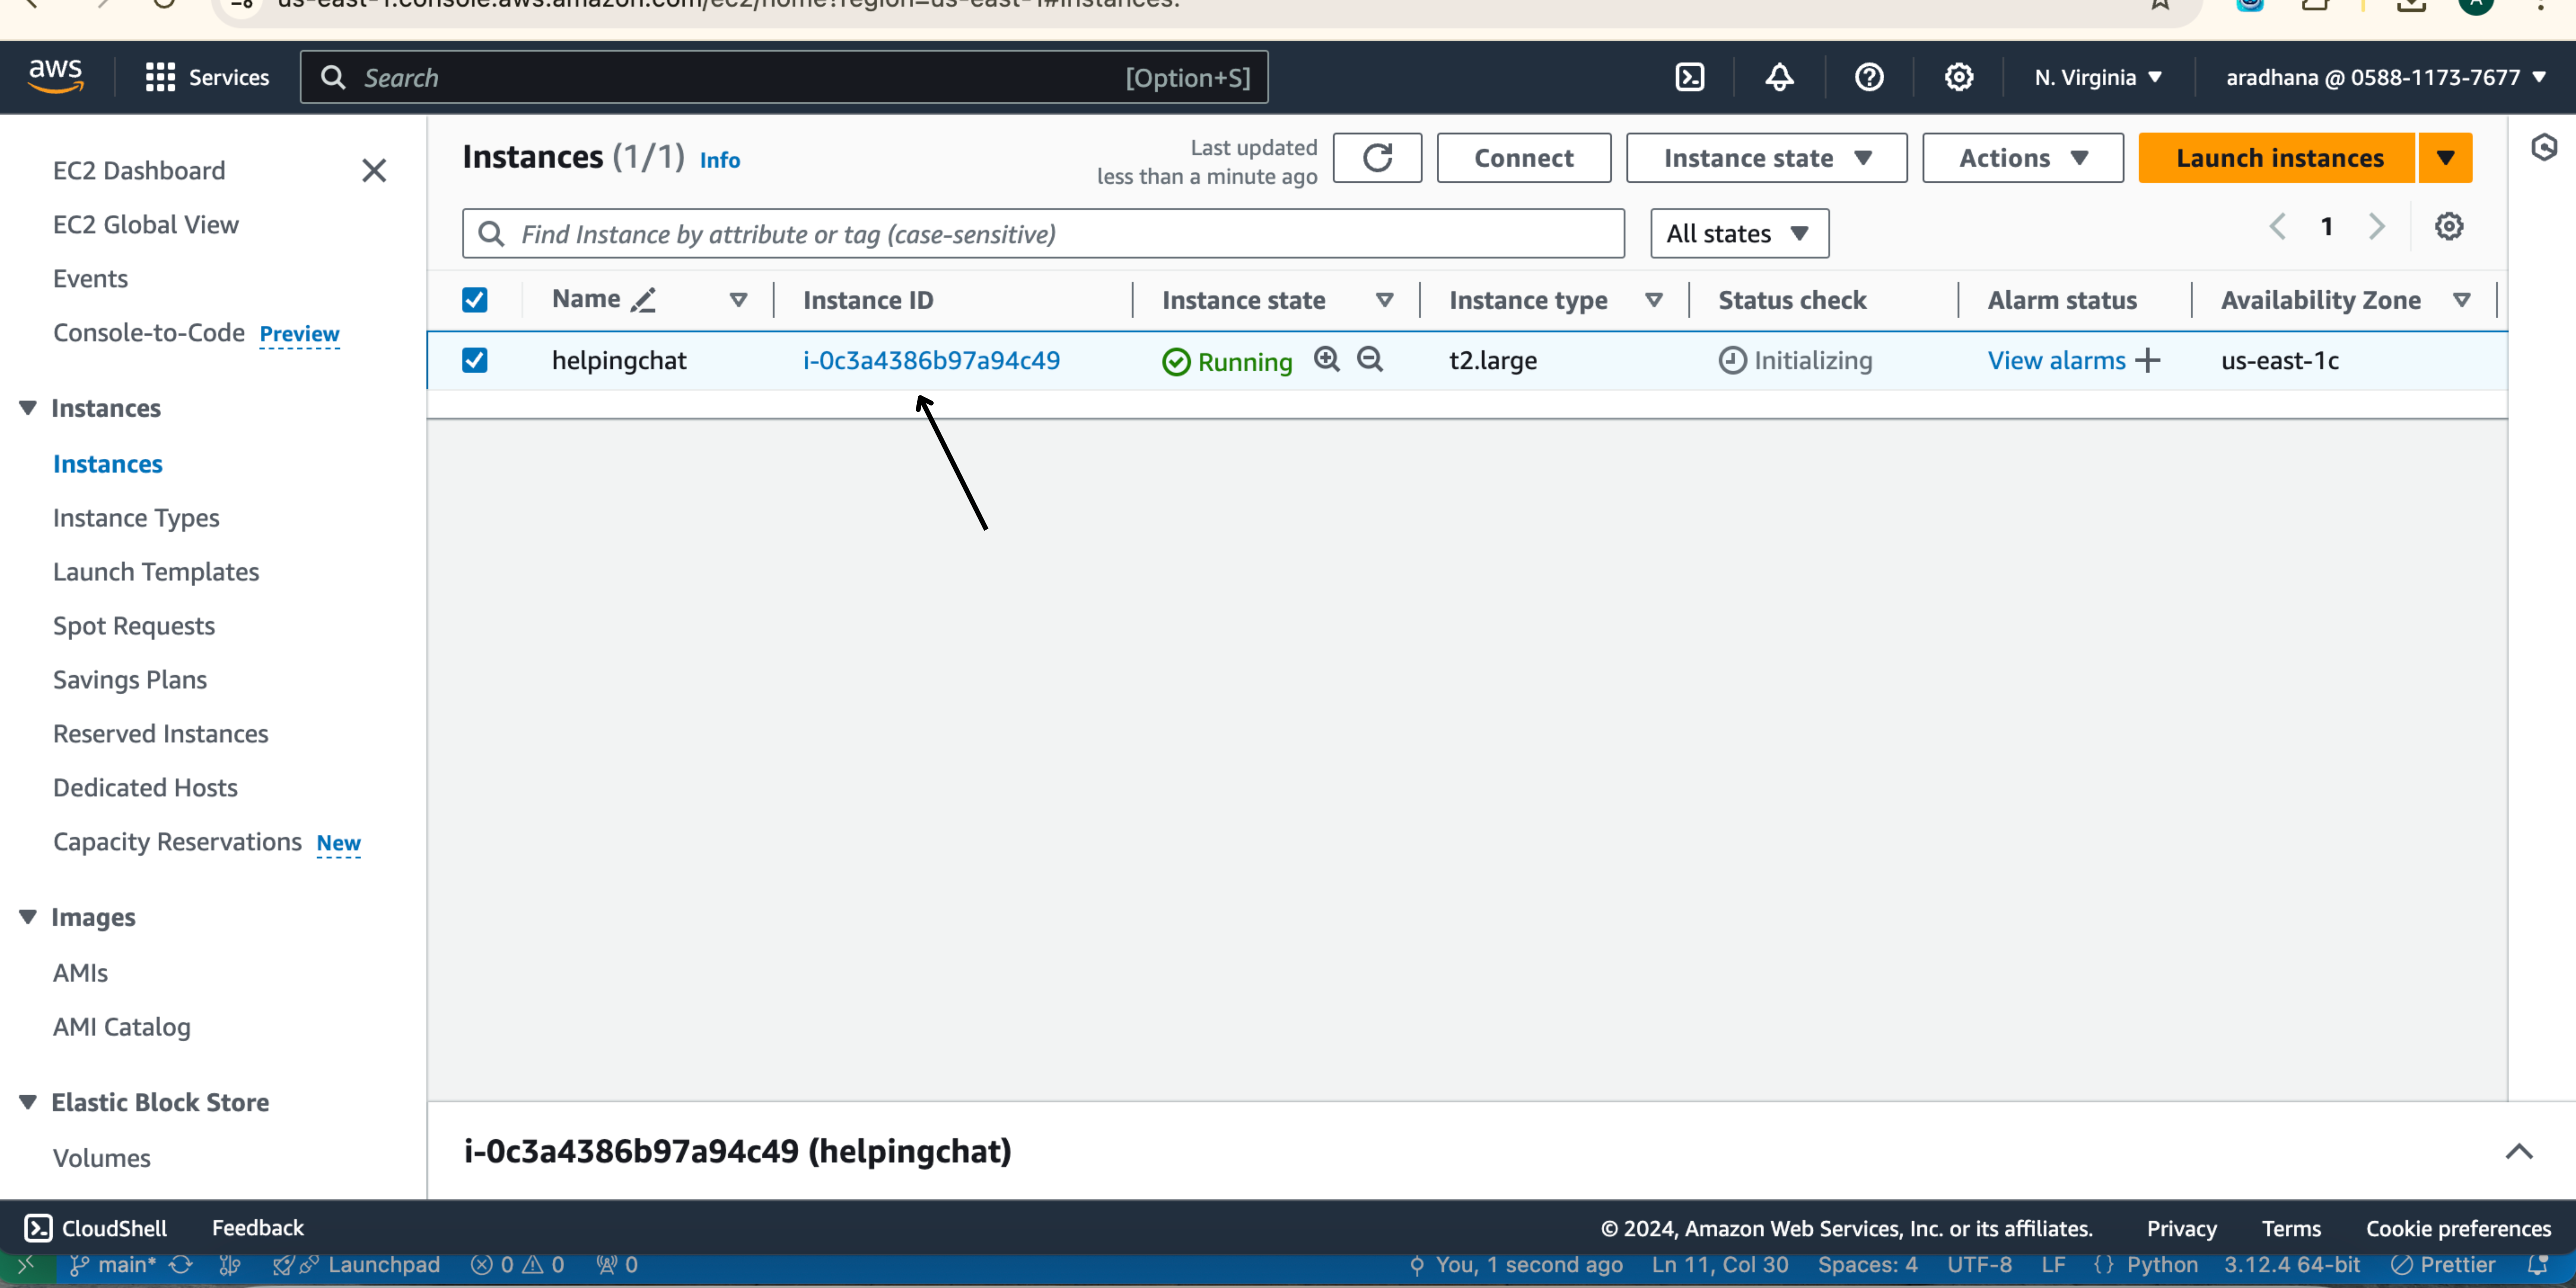 us-east-1.console.aws.amazon.com/ec2/home?region=us-east-1#Instances:
aws Services Search [Option+S] N. Virginia aradhana @ 0588-1173-7677
EC2 Dashboard
EC2 Global View
Events
Console-to-Code Preview
Instances
Instances
Instance Types
Launch Templates
Spot Requests
Savings Plans
Reserved Instances
Dedicated Hosts
Capacity Reservations New
Images
AMIs
AMI Catalog
Elastic Block Store
Volumes
Instances (1/1) Info
Last updated
less than a minute ago
Connect Instance state Actions Launch instances
Find Instance by attribute or tag (case-sensitive) All states 1
Name Instance ID Instance state Instance type Status check Alarm status Availability Zone
helpingchat i-0c3a4386b97a94c49 Running t2.large Initializing View alarms us-east-1c
i-0c3a4386b97a94c49 (helpingchat)
CloudShell Feedback © 2024, Amazon Web Services, Inc. or its affiliates. Privacy Terms Cookie preferences
main* Launchpad 0 0 0 You, 1 second ago Ln 11, Col 30 Spaces: 4 UTF-8 LF {} Python 3.12.4 64-bit Prettier